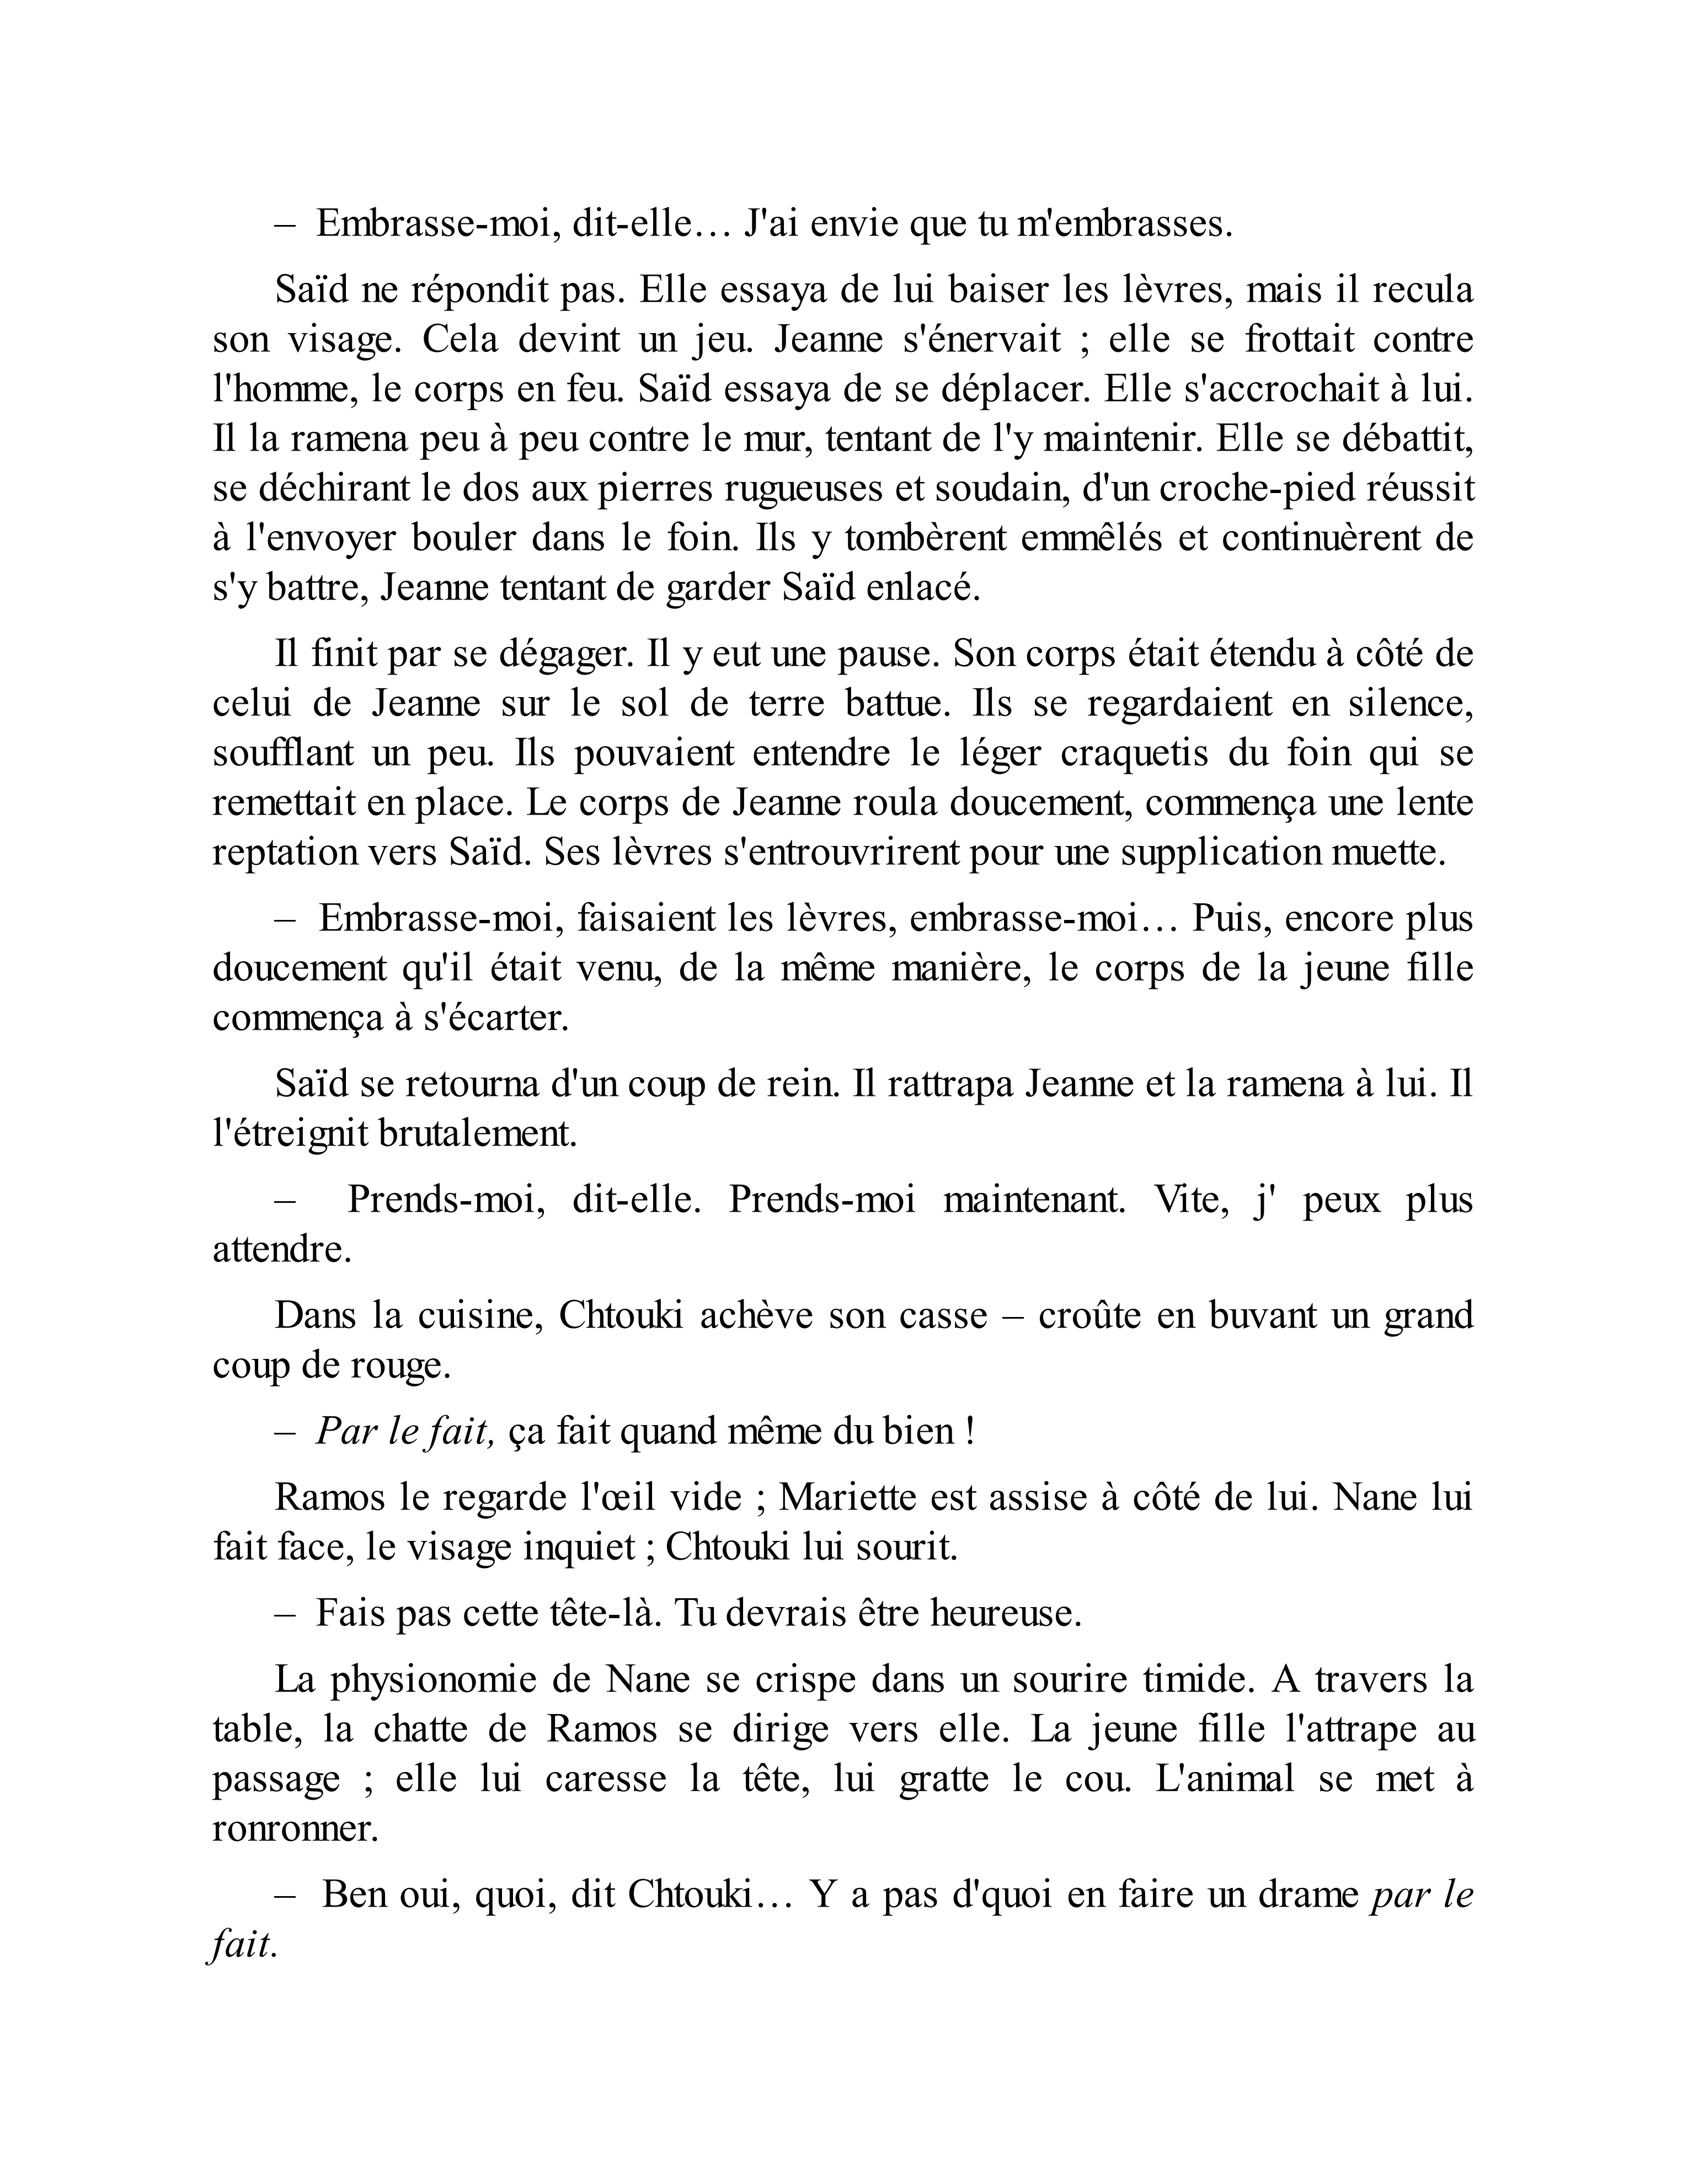 – Embrasse-moi, dit-elle… J'ai envie que tu m'embrasses.
Saïd ne répondit pas. Elle essaya de lui baiser les lèvres, mais il recula
son visage. Cela devint un jeu. Jeanne s'énervait ; elle se frottait contre
l'homme, le corps en feu. Saïd essaya de se déplacer. Elle s'accrochait à lui.
Il la ramena peu à peu contre le mur, tentant de l'y maintenir. Elle se débattit,
se déchirant le dos aux pierres rugueuses et soudain, d'un croche-pied réussit
à l'envoyer bouler dans le foin. Ils y tombèrent emmêlés et continuèrent de
s'y battre, Jeanne tentant de garder Saïd enlacé.
Il finit par se dégager. Il y eut une pause. Son corps était étendu à côté de
celui de Jeanne sur le sol de terre battue. Ils se regardaient en silence,
soufflant un peu. Ils pouvaient entendre le léger craquetis du foin qui se
remettait en place. Le corps de Jeanne roula doucement, commença une lente
reptation vers Saïd. Ses lèvres s'entrouvrirent pour une supplication muette.
– Embrasse-moi, faisaient les lèvres, embrasse-moi… Puis, encore plus
doucement qu'il était venu, de la même manière, le corps de la jeune fille
commença à s'écarter.
Saïd se retourna d'un coup de rein. Il rattrapa Jeanne et la ramena à lui. Il
l'étreignit brutalement.
– Prends-moi, dit-elle. Prends-moi maintenant. Vite, j' peux plus
attendre.
Dans la cuisine, Chtouki achève son casse – croûte en buvant un grand
coup de rouge.
– Par le fait, ça fait quand même du bien !
Ramos le regarde l'œil vide ; Mariette est assise à côté de lui. Nane lui
fait face, le visage inquiet ; Chtouki lui sourit.
– Fais pas cette tête-là. Tu devrais être heureuse.
La physionomie de Nane se crispe dans un sourire timide. A travers la
table, la chatte de Ramos se dirige vers elle. La jeune fille l'attrape au
passage ; elle lui caresse la tête, lui gratte le cou. L'animal se met à
ronronner.
– Ben oui, quoi, dit Chtouki… Y a pas d'quoi en faire un drame par le
fait.